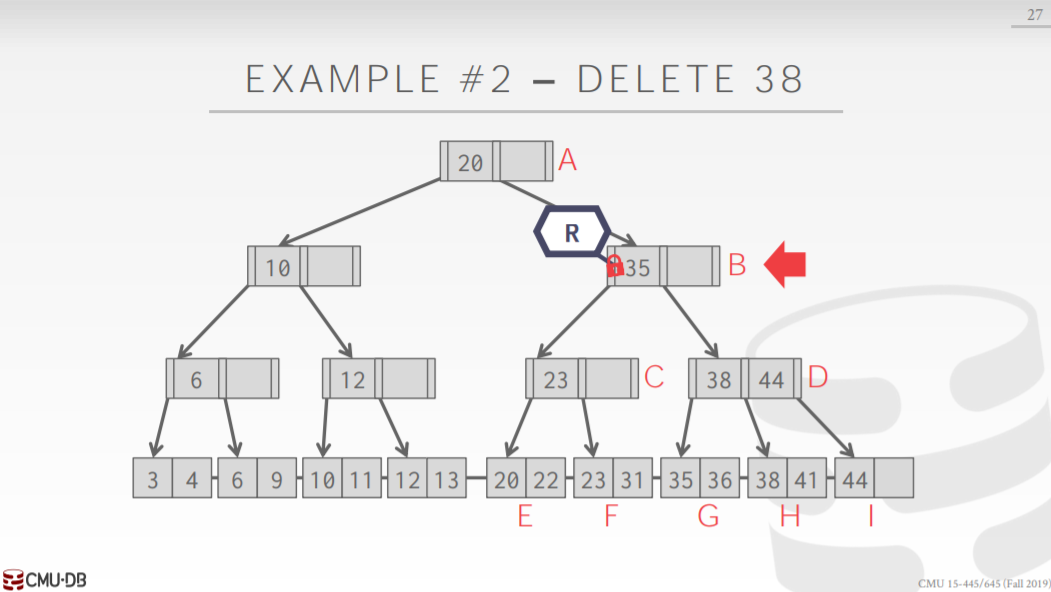 27
EXAMPLE #2 – DELETE 38
20 A
R
10 35 B
6 12 23 C 38 44 D
3 4 6 9 10 11 12 13 20 22 23 31 35 36 38 41 44
E F G H I
CMU·DB
CMU 15-445/645 (Fall 2019)